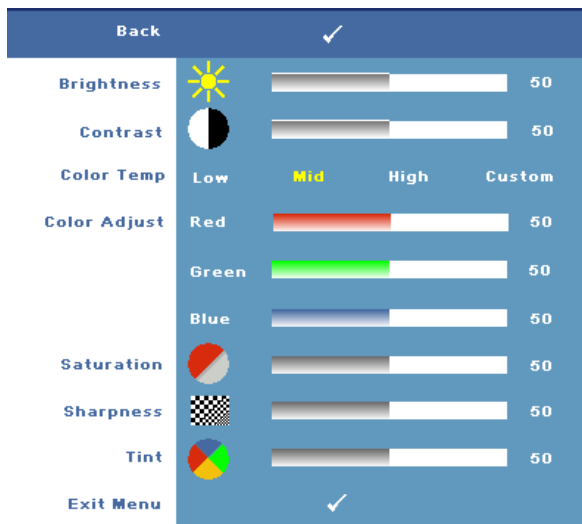 Back
Brightness 50
Contrast 50
Color Temp Low Mid High Custom
Color Adjust Red 50
Green 50
Blue 50
Saturation 50
Sharpness 50
Tint 50
Exit Menu